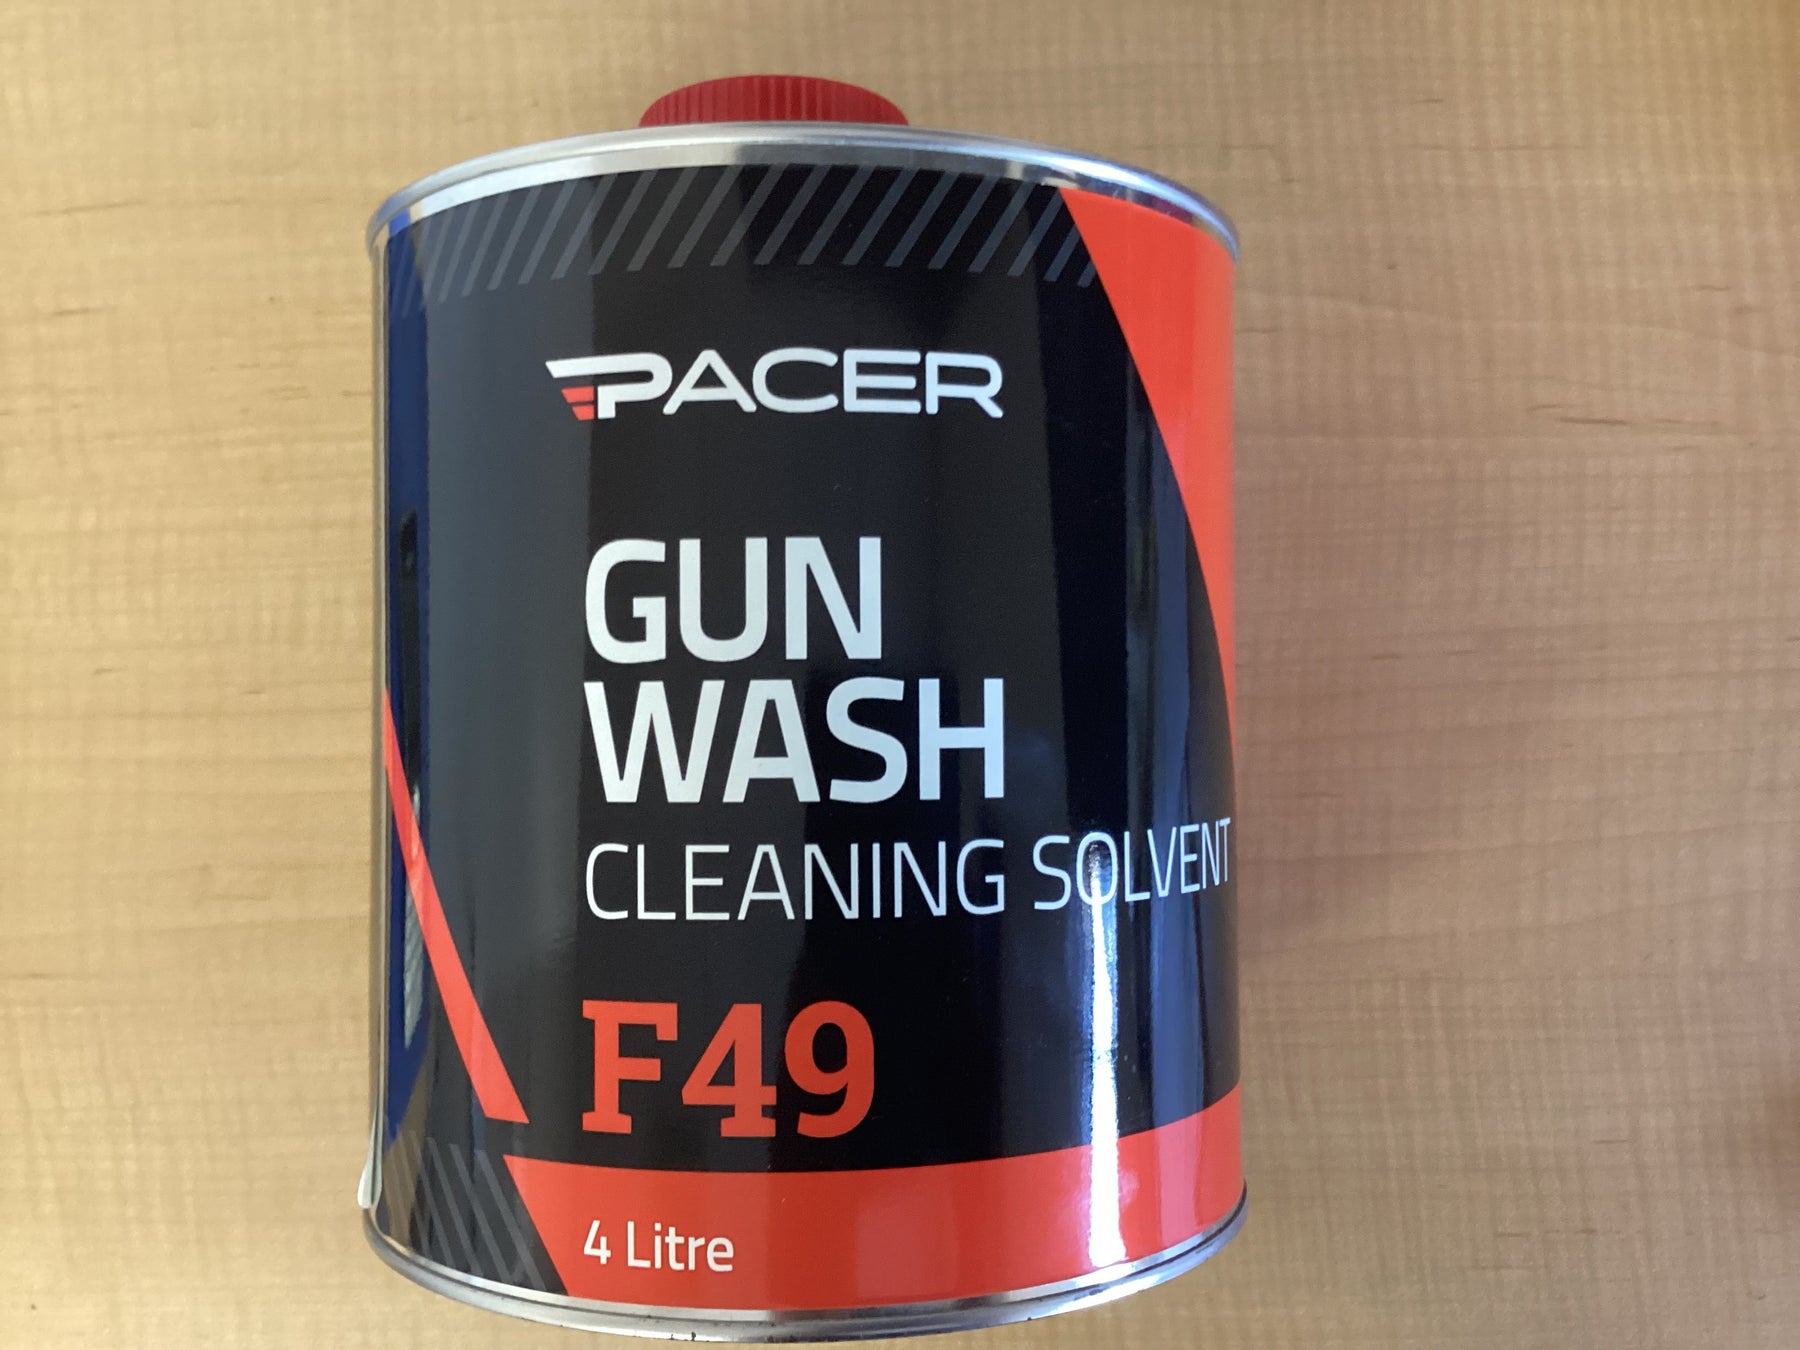 PACER
GUN
WASH
CLEANING SOLVENT
F49
4 Litre